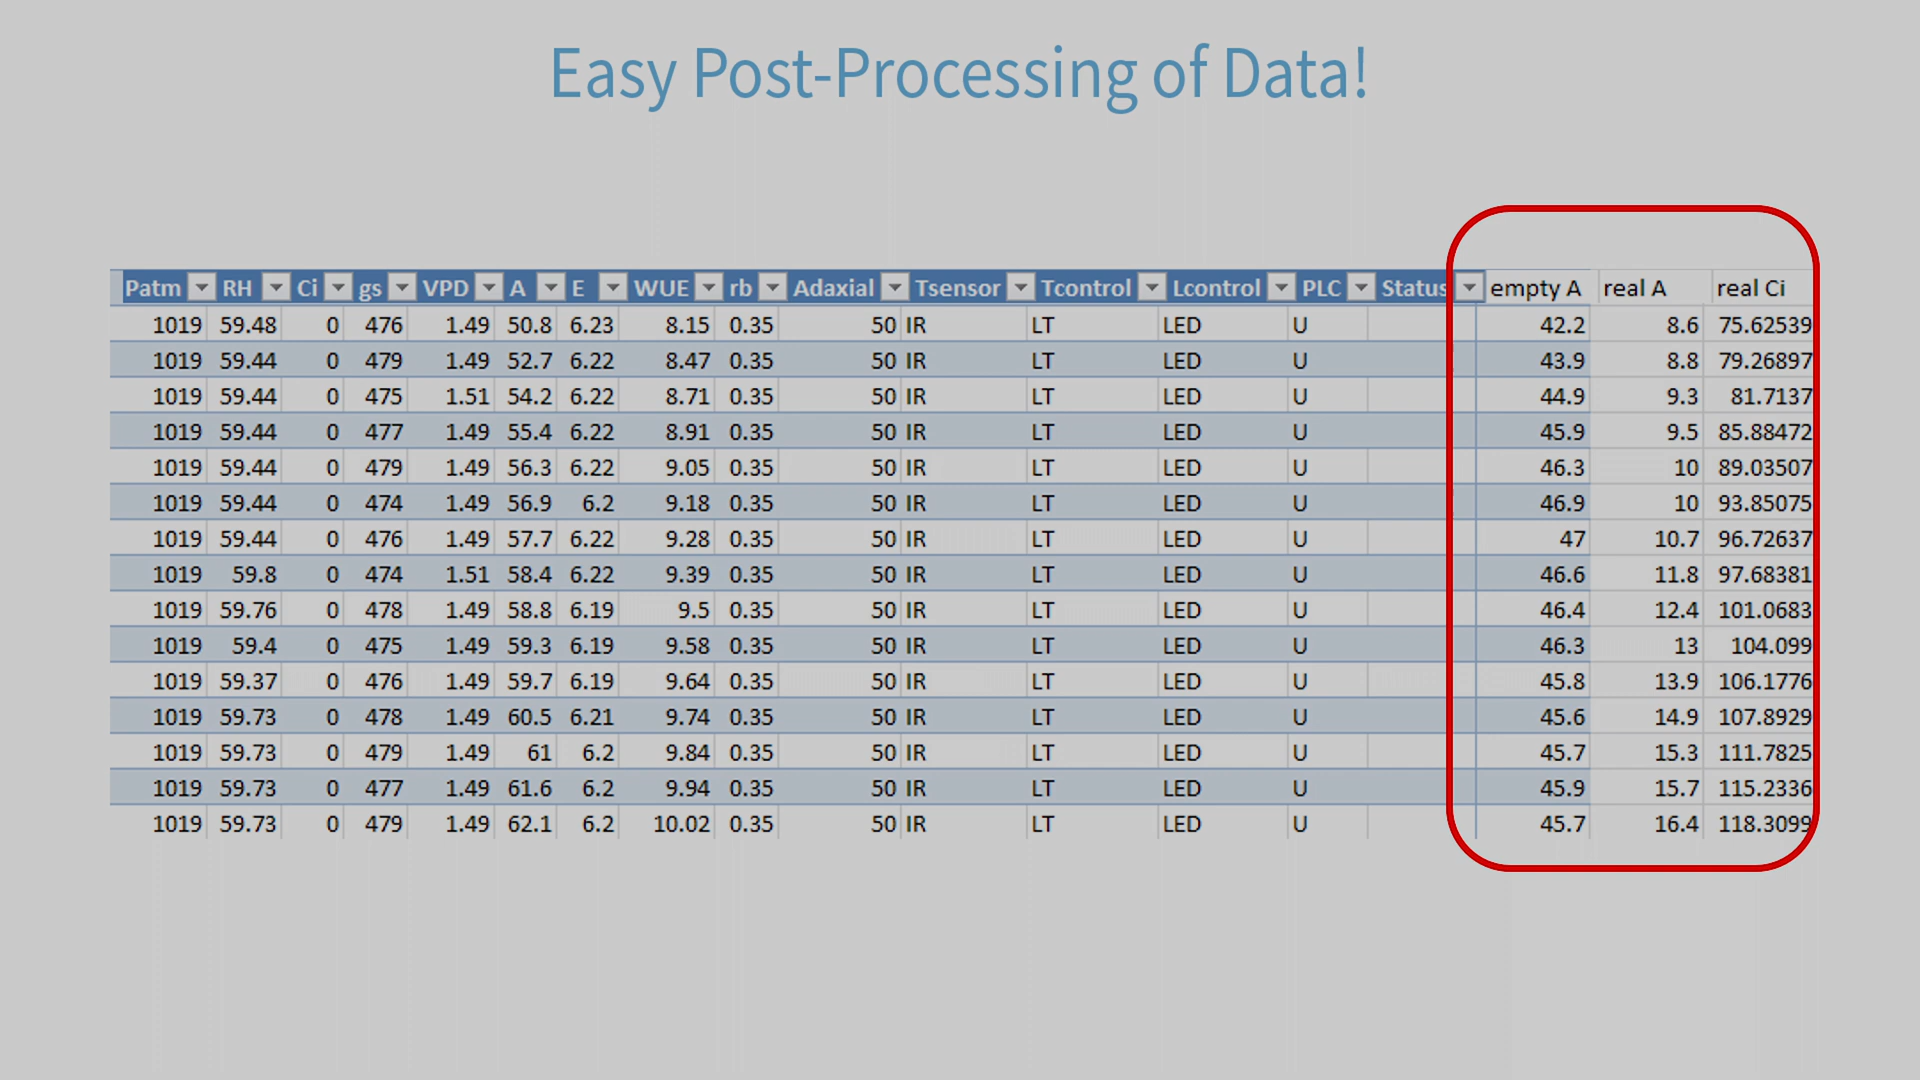 Easy Post-Processing of Data!
Patm RH Ci gs VPD A E WUE rb Adaxial Tsensor Tcontrol Lcontrol PLC Status empty A real A real Ci
1019 59.48 0 476 1.49 50.8 6.23 8.15 0.35 50 IR LT LED U 42.2 8.6 75.62539
1019 59.44 0 479 1.49 52.7 6.22 8.47 0.35 50 IR LT LED U 43.9 8.8 79.26897
1019 59.44 0 475 1.51 54.2 6.22 8.71 0.35 50 IR LT LED U 44.9 9.3 81.7137
1019 59.44 0 477 1.49 55.4 6.22 8.91 0.35 50 IR LT LED U 45.9 9.5 85.88472
1019 59.44 0 479 1.49 56.3 6.22 9.05 0.35 50 IR LT LED U 46.3 10 89.03507
1019 59.44 0 474 1.49 56.9 6.2 9.18 0.35 50 IR LT LED U 46.9 10 93.85075
1019 59.44 0 476 1.49 57.7 6.22 9.28 0.35 50 IR LT LED U 47 10.7 96.72637
1019 59.8 0 474 1.51 58.4 6.22 9.39 0.35 50 IR LT LED U 46.6 11.8 97.68381
1019 59.76 0 478 1.49 58.8 6.19 9.5 0.35 50 IR LT LED U 46.4 12.4 101.0683
1019 59.4 0 475 1.49 59.3 6.19 9.58 0.35 50 IR LT LED U 46.3 13 104.099
1019 59.37 0 476 1.49 59.7 6.19 9.64 0.35 50 IR LT LED U 45.8 13.9 106.1776
1019 59.73 0 478 1.49 60.5 6.21 9.74 0.35 50 IR LT LED U 45.6 14.9 107.8929
1019 59.73 0 479 1.49 61 6.2 9.84 0.35 50 IR LT LED U 45.7 15.3 111.7825
1019 59.73 0 477 1.49 61.6 6.2 9.94 0.35 50 IR LT LED U 45.9 15.7 115.2336
1019 59.73 0 479 1.49 62.1 6.2 10.02 0.35 50 IR LT LED U 45.7 16.4 118.3099